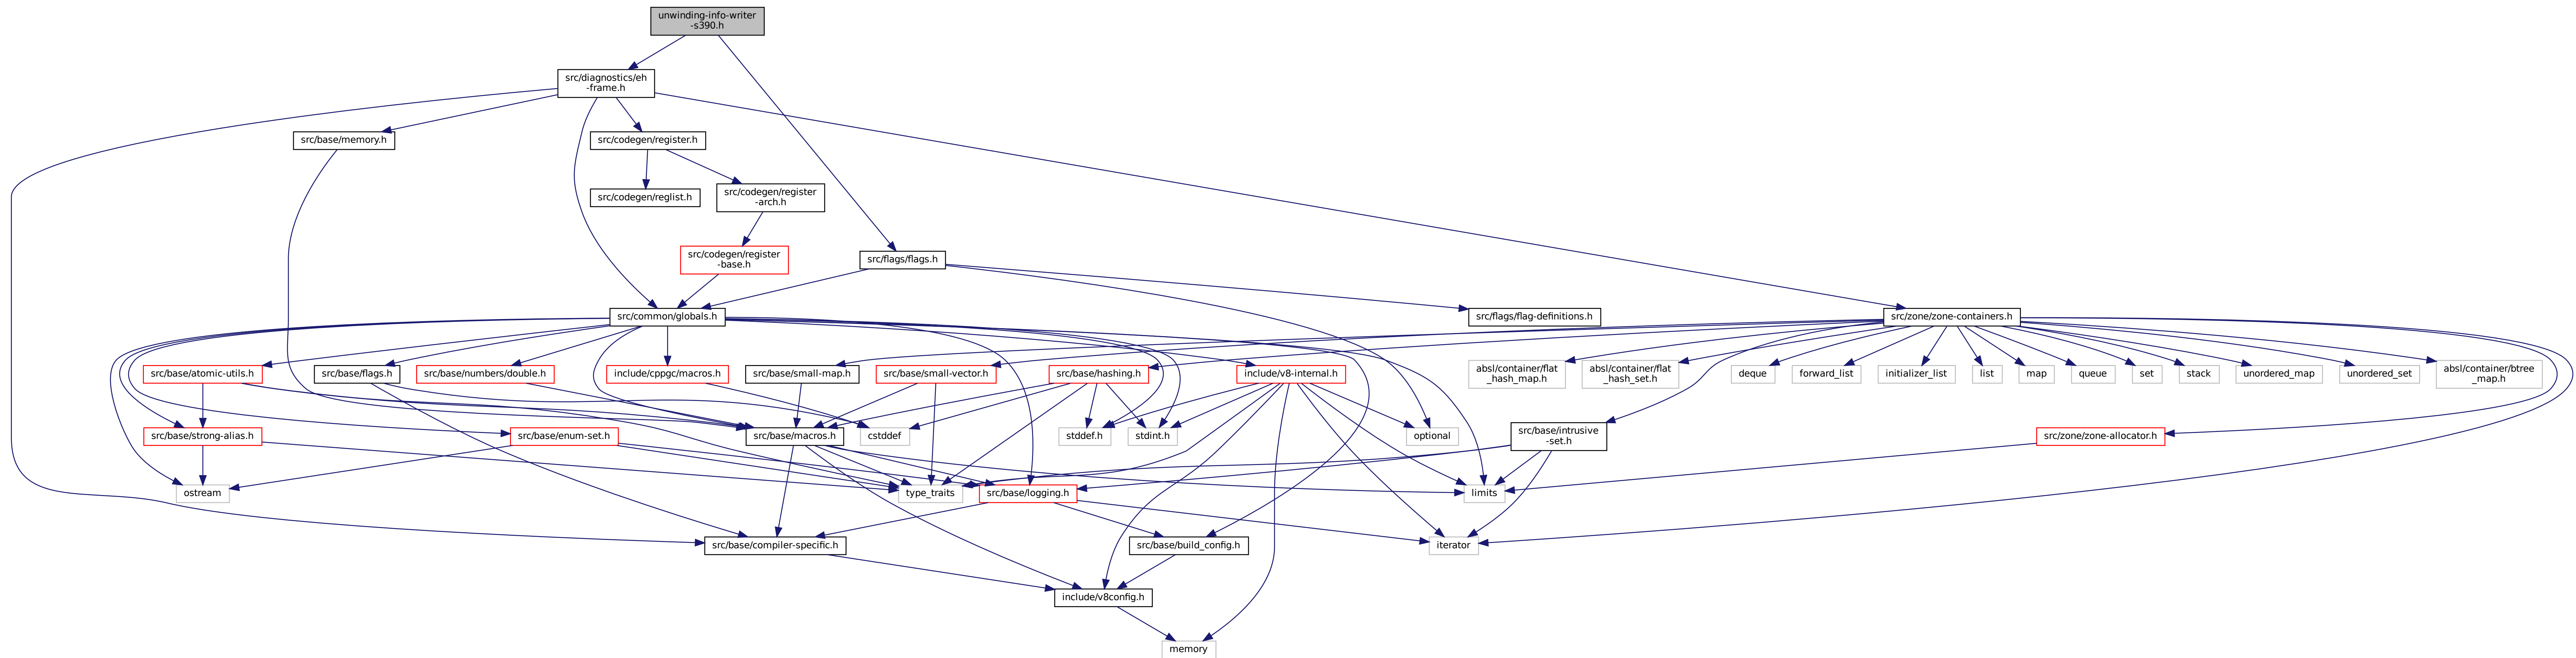 unwinding-info-writer
-s390.h
src/diagnostics/eh
-frame.h
src/base/memory.h
src/codegen/register.h
src/codegen/reglist.h
src/codegen/register
-arch.h
src/codegen/register
-base.h
src/flags/flags.h
src/common/globals.h
src/flags/flag-definitions.h
src/zone/zone-containers.h
src/base/atomic-utils.h
src/base/flags.h
src/base/numbers/double.h
include/cppgc/macros.h
src/base/small-map.h
src/base/small-vector.h
src/base/hashing.h
include/v8-internal.h
absl/container/flat
_hash_map.h
absl/container/flat
_hash_set.h
deque
forward_list
initializer_list
list
map
queue
set
stack
unordered_map
unordered_set
absl/container/btree
_map.h
src/base/strong-alias.h
src/base/enum-set.h
src/base/macros.h
cstddef
stddef.h
stdint.h
optional
src/base/intrusive
-set.h
src/zone/zone-allocator.h
ostream
type_traits
src/base/logging.h
limits
src/base/compiler-specific.h
src/base/build_config.h
iterator
include/v8config.h
memory